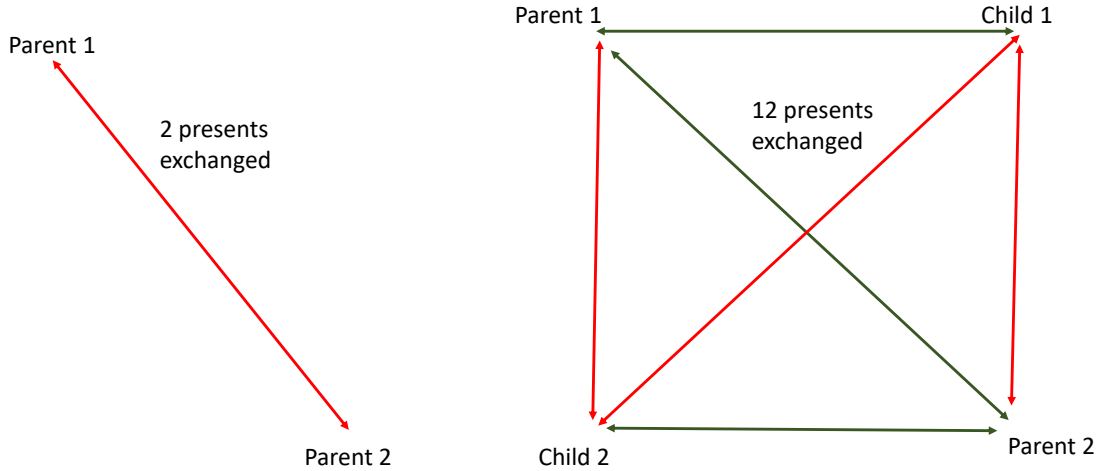 Parent 1
2 presents
exchanged
Parent 2
Parent 1
Child 1
12 presents
exchanged
Child 2
Parent 2